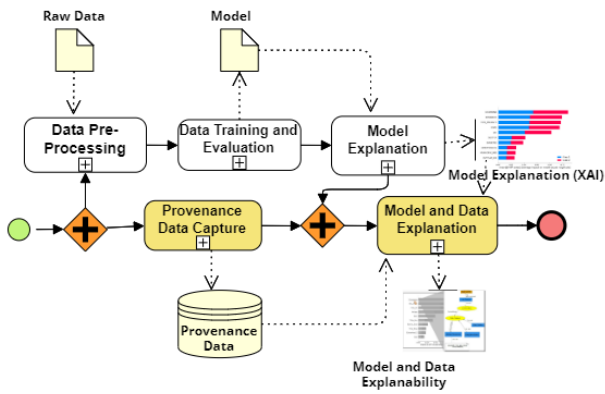 Raw Data
Model
Data Pre-
Processing
Data Training and
Evaluation
Model
Explanation
Model Explanation (XAI)
Provenance
Data Capture
Model and Data
Explanation
Provenance
Data
Model and Data
Explanability